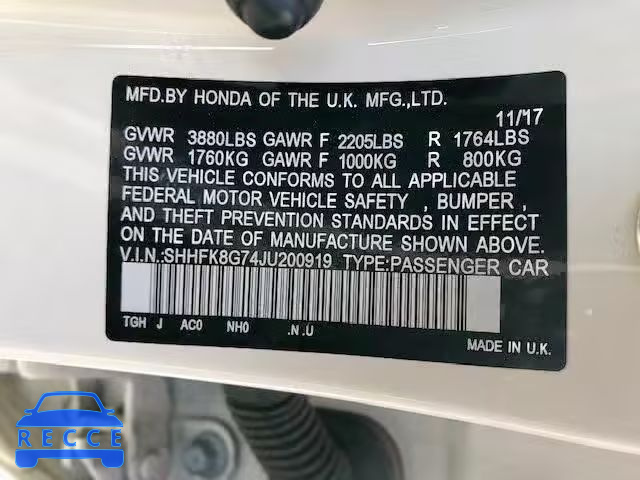 MFD.BY HONDA OF THE U.K. MFG.,LTD.
11/17
GVWR 3880LBS GAWR F 2205LBS R 1764LBS
GVWR 1760KG GAWR F 1000KG R 800KG
THIS VEHICLE CONFORMS TO ALL APPLICABLE
FEDERAL MOTOR VEHICLE SAFETY , BUMPER ,
AND THEFT PREVENTION STANDARDS IN EFFECT
ON THE DATE OF MANUFACTURE SHOWN ABOVE.
V.I.N.:SHHFK8G74JU200919 TYPE:PASSENGER CAR
TGH J AC0 NH0 .N.U
MADE IN U.K.
RECCE